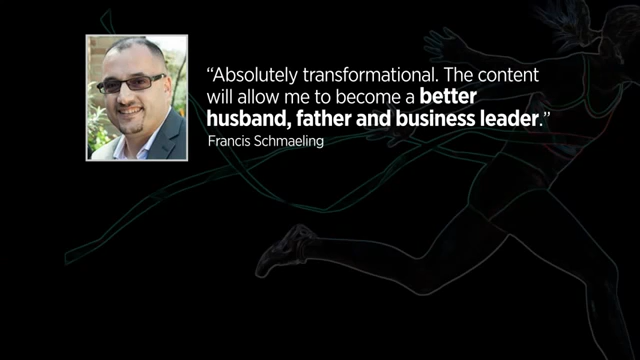 “Absolutely transformational. The content
will allow me to become a better
husband, father and business leader.”
Francis Schmaeling